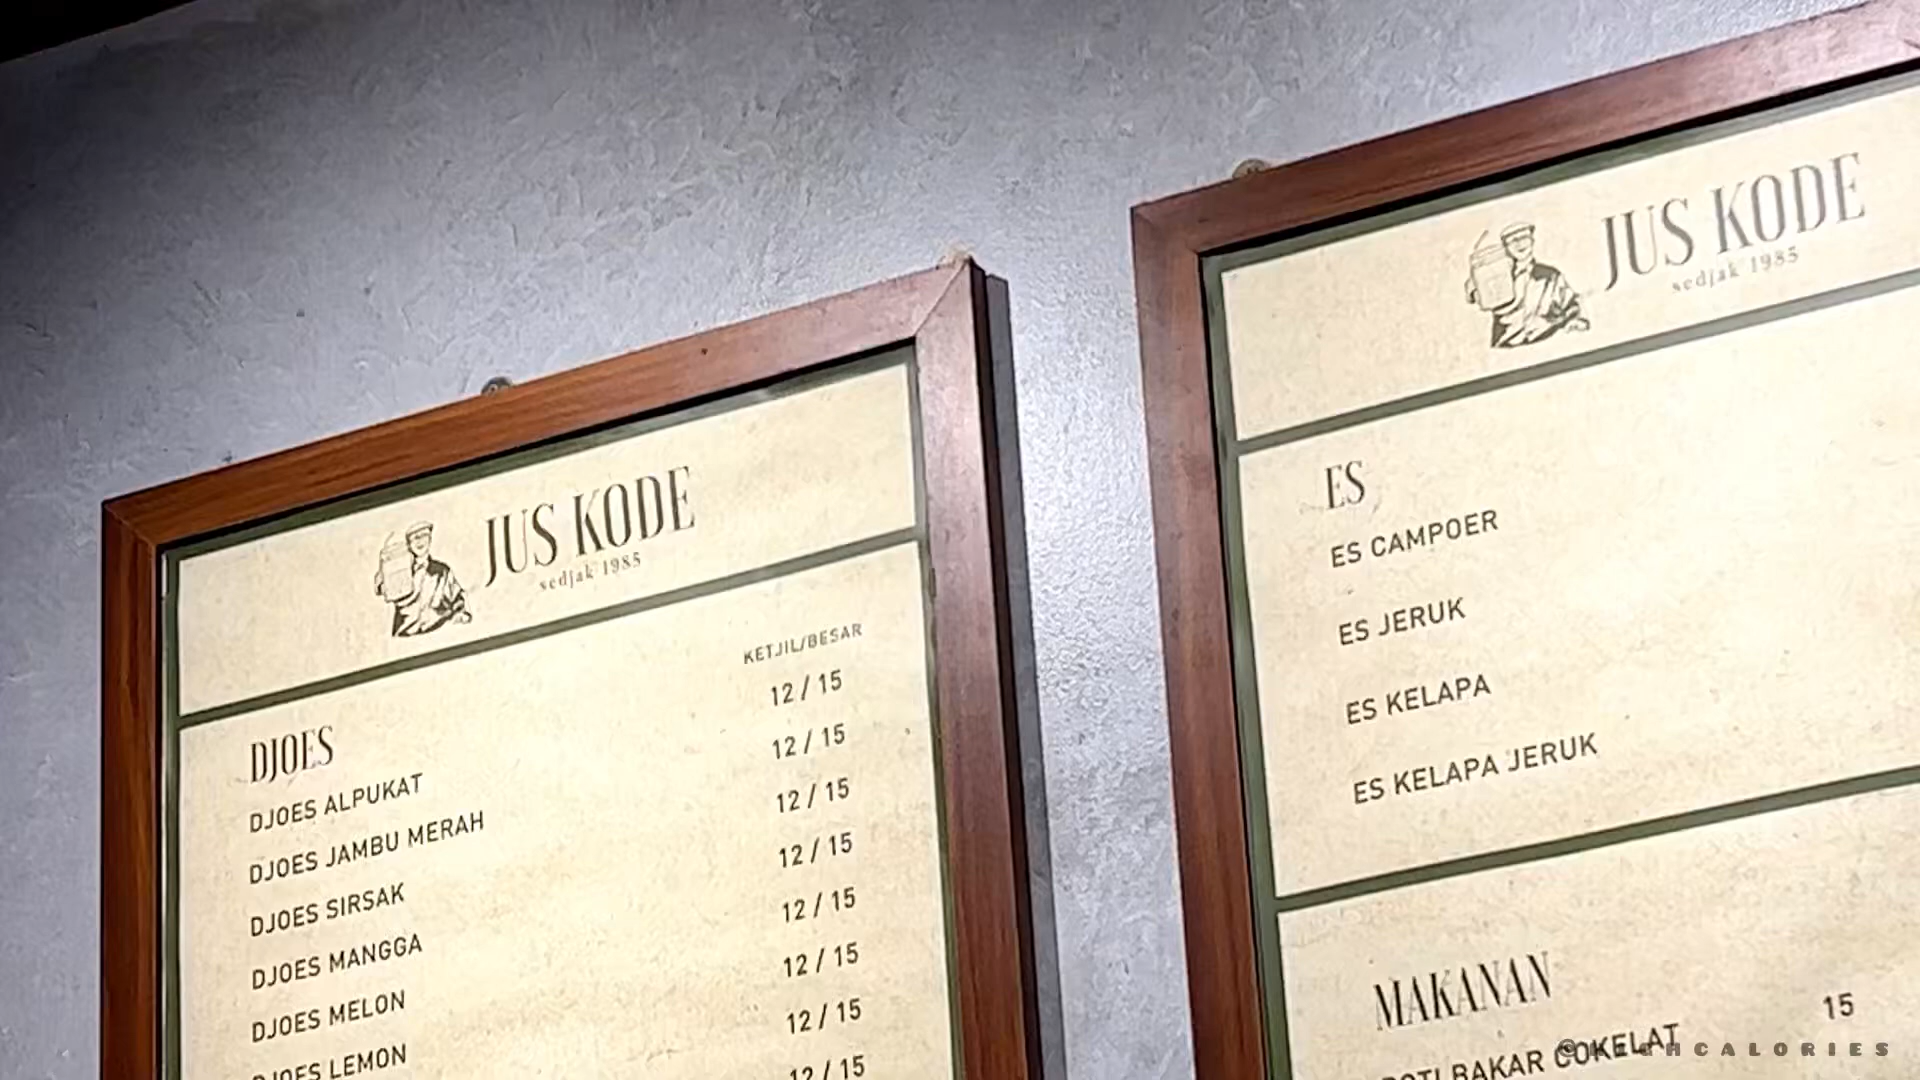 JUS KODE
sedjak 1985
KETJIL/BESAR
DJOES
12 / 15
DJOES ALPUKAT 12 / 15
DJOES JAMBU MERAH 12 / 15
DJOES SIRSAK 12 / 15
DJOES MANGGA 12 / 15
DJOES MELON 12 / 15
DJOES LEMON 12 / 15
12 / 15
JUS KODE
sedjak 1985
ES
ES CAMPOER
ES JERUK
ES KELAPA
ES KELAPA JERUK
MAKANAN
BAKAR COKELAT 15